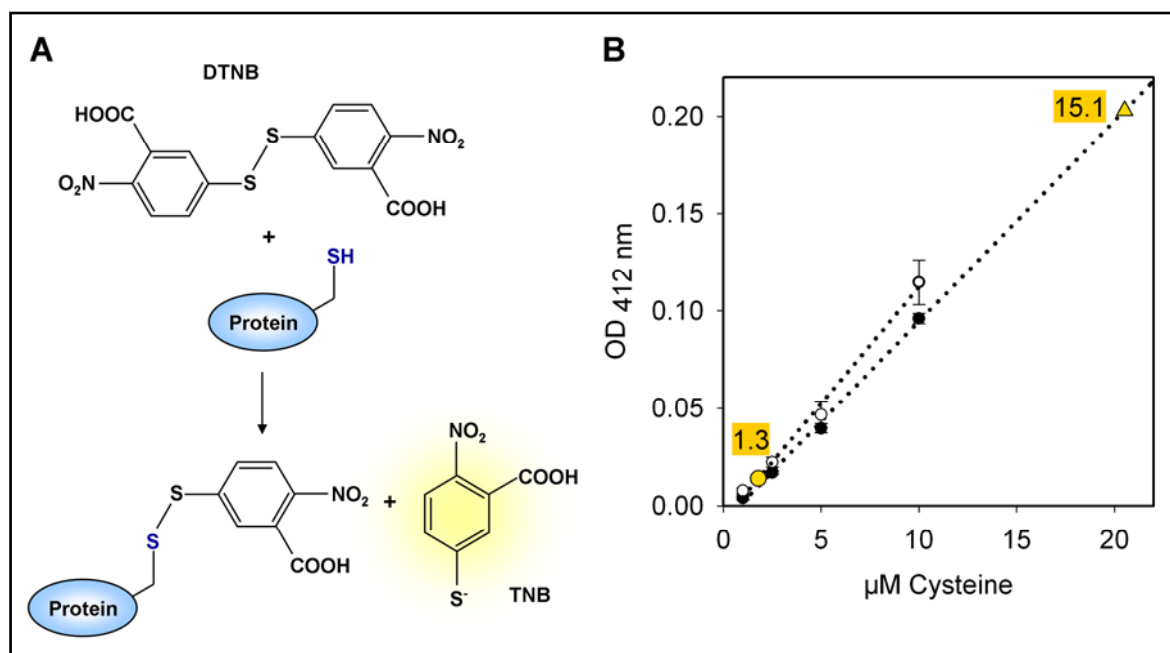 A
DTNB
HOOC
O₂N
S
S
NO₂
COOH
+
SH
Protein
S
S
NO₂
COOH
Protein
+
NO₂
COOH
S⁻
TNB
B
OD 412 nm
0.20
0.15
0.10
0.05
0.00
15.1
1.3
0 5 10 15 20
µM Cysteine